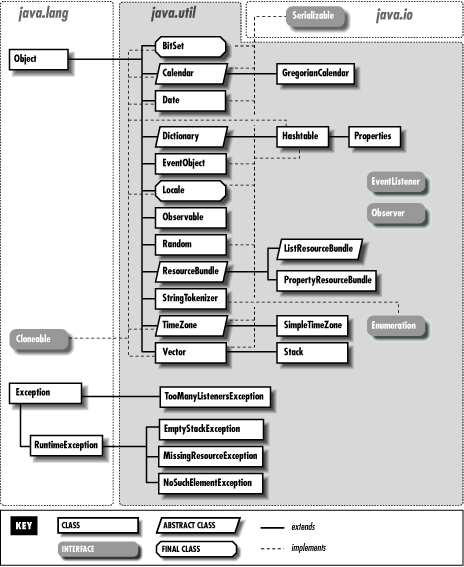 java.lang
java.util
java.io
Serializable
Object
BitSet
Calendar
GregorianCalendar
Date
Dictionary
Hashtable
Properties
EventObject
EventListener
Locale
Observer
Observable
Random
ListResourceBundle
ResourceBundle
PropertyResourceBundle
StringTokenizer
TimeZone
SimpleTimeZone
Enumeration
Cloneable
Vector
Stack
Exception
TooManyListenersException
EmptyStackException
RuntimeException
MissingResourceException
NoSuchElementException
KEY
CLASS
ABSTRACT CLASS
extends
INTERFACE
FINAL CLASS
implements